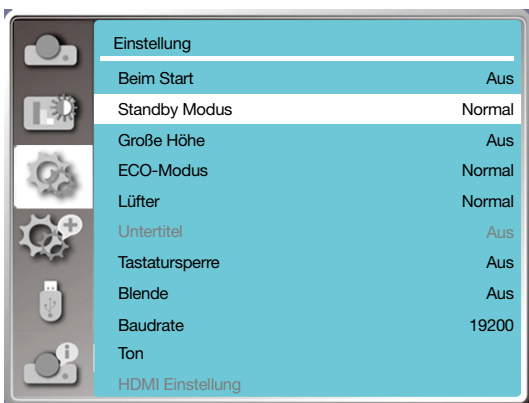 Einstellung
Beim Start Aus
Standby Modus Normal
Große Höhe Aus
ECO-Modus Normal
Lüfter Normal
Untertitel Aus
Tastatursperre Aus
Blende Aus
Baudrate 19200
Ton
HDMI Einstellung